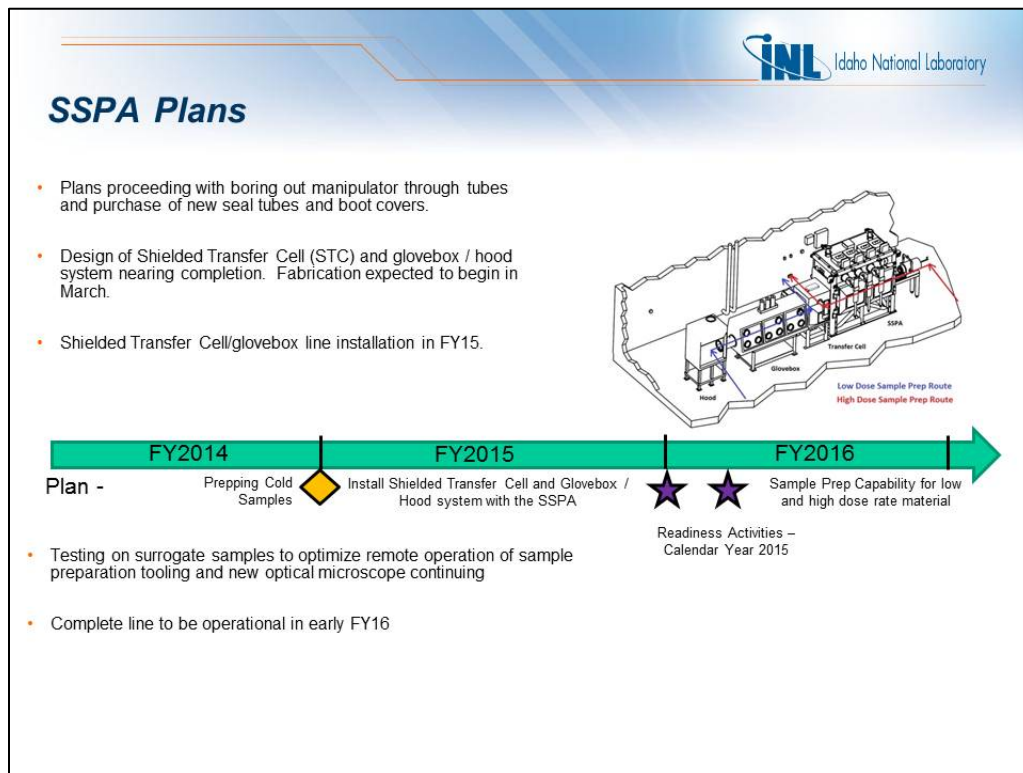 INL Idaho National Laboratory
SSPA Plans
• Plans proceeding with boring out manipulator through tubes
and purchase of new seal tubes and boot covers.
• Design of Shielded Transfer Cell (STC) and glovebox / hood
system nearing completion. Fabrication expected to begin in
March.
• Shielded Transfer Cell/glovebox line installation in FY15.
SSPA
Transfer Cell
Glovebox
Hood
Low Dose Sample Prep Route
High Dose Sample Prep Route
FY2014 FY2015 FY2016
Plan -
Prepping Cold
Samples
Install Shielded Transfer Cell and Glovebox /
Hood system with the SSPA
Sample Prep Capability for low
and high dose rate material
Readiness Activities –
Calendar Year 2015
• Testing on surrogate samples to optimize remote operation of sample
preparation tooling and new optical microscope continuing
• Complete line to be operational in early FY16